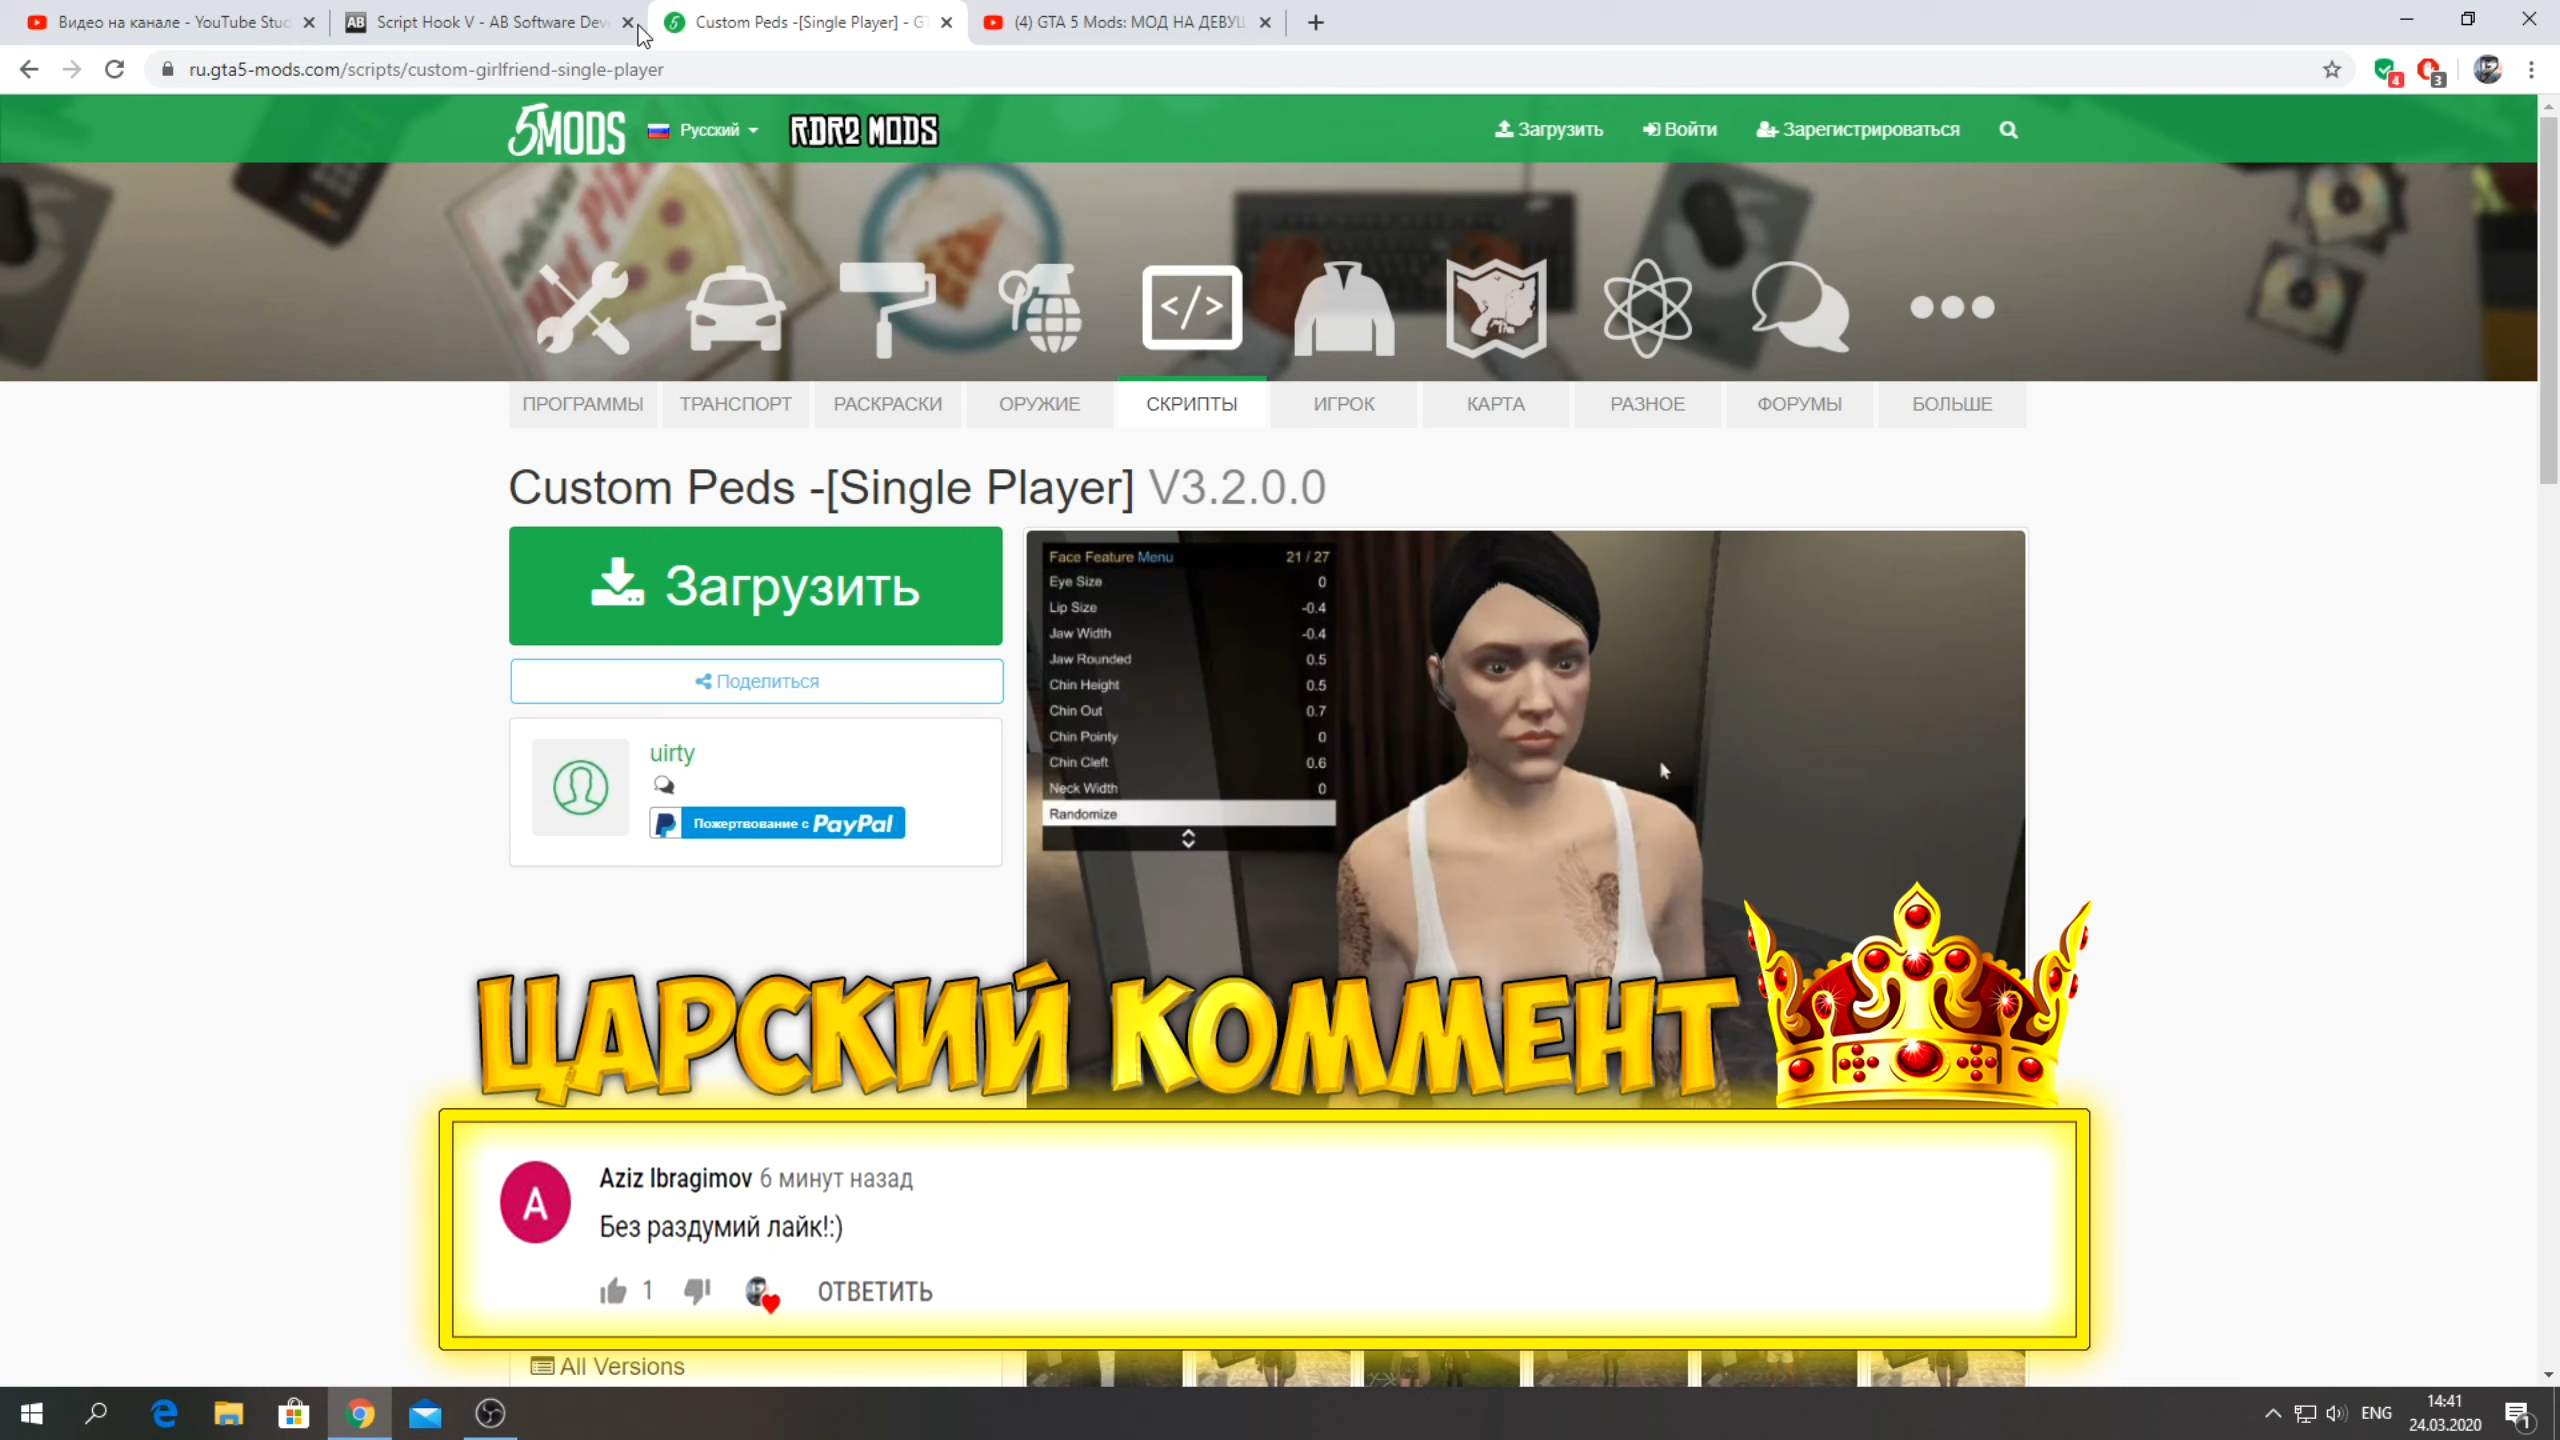 Видео на канале - YouTube Stud
Script Hook V - AB Software Deve
Custom Peds -[Single Player] - GT
(4) GTA 5 Mods: МОД НА ДЕВУШ
ru.gta5-mods.com/scripts/custom-girlfriend-single-player
4
3
5MODS
Русский
RDR2 MODS
Загрузить
Войти
Зарегистрироваться
ПРОГРАММЫ
ТРАНСПОРТ
РАСКРАСКИ
ОРУЖИЕ
СКРИПТЫ
ИГРОК
КАРТА
РАЗНОЕ
ФОРУМЫ
БОЛЬШЕ
Custom Peds -[Single Player] V3.2.0.0
Загрузить
Поделиться
uirty
Пожертвование с PayPal
Face Feature Menu 21 / 27
Eye Size 0
Lip Size -0.4
Jaw Width -0.4
Jaw Rounded 0.5
Chin Height 0.5
Chin Out 0.7
Chin Pointy 0
Chin Cleft 0.6
Neck Width 0
Randomize
ЦАРСКИЙ КОММЕНТ
A
Aziz Ibragimov 6 минут назад
Без раздумий лайк!:)
1
ОТВЕТИТЬ
All Versions
ENG
14:41
24.03.2020
1